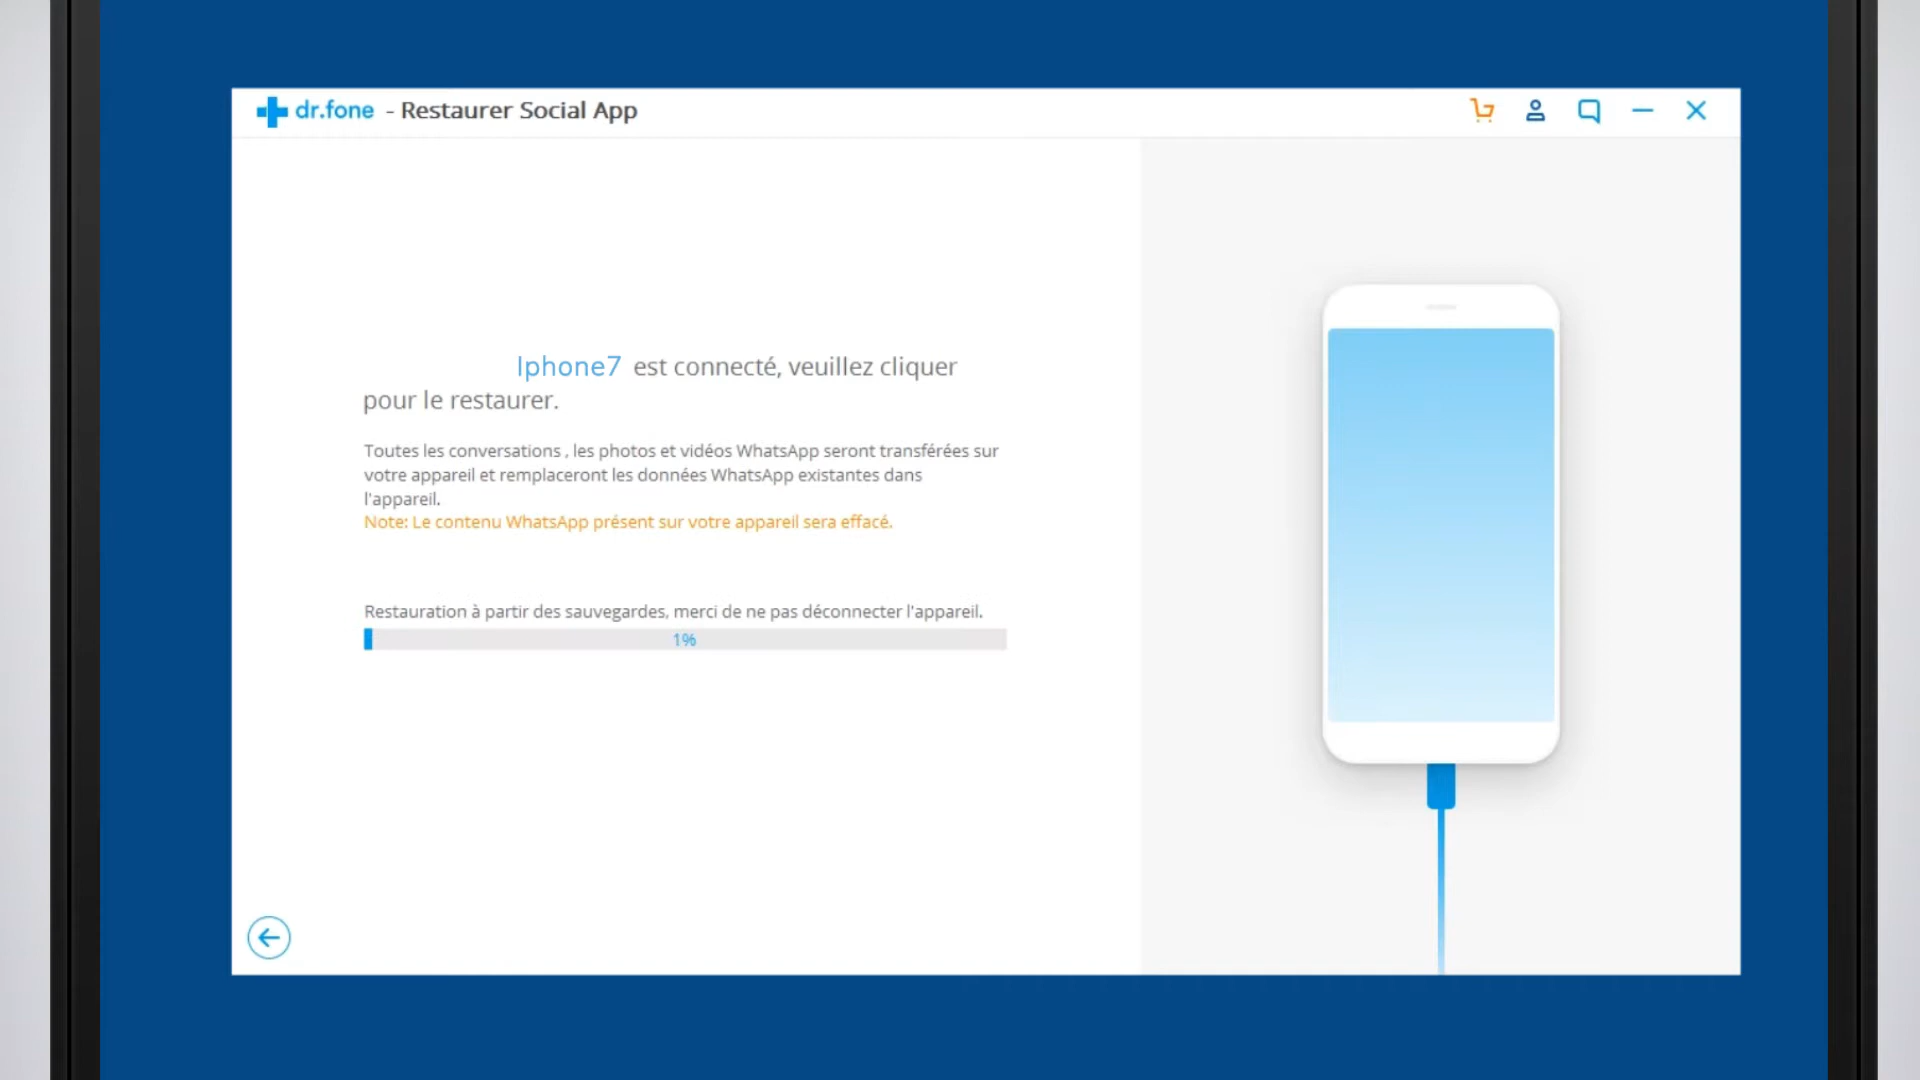 dr.fone - Restaurer Social App
Iphone7 est connecté, veuillez cliquer
pour le restaurer.
Toutes les conversations , les photos et vidéos WhatsApp seront transférées sur
votre appareil et remplaceront les données WhatsApp existantes dans
l'appareil.
Note: Le contenu WhatsApp présent sur votre appareil sera effacé.
Restauration à partir des sauvegardes, merci de ne pas déconnecter l'appareil.
1%